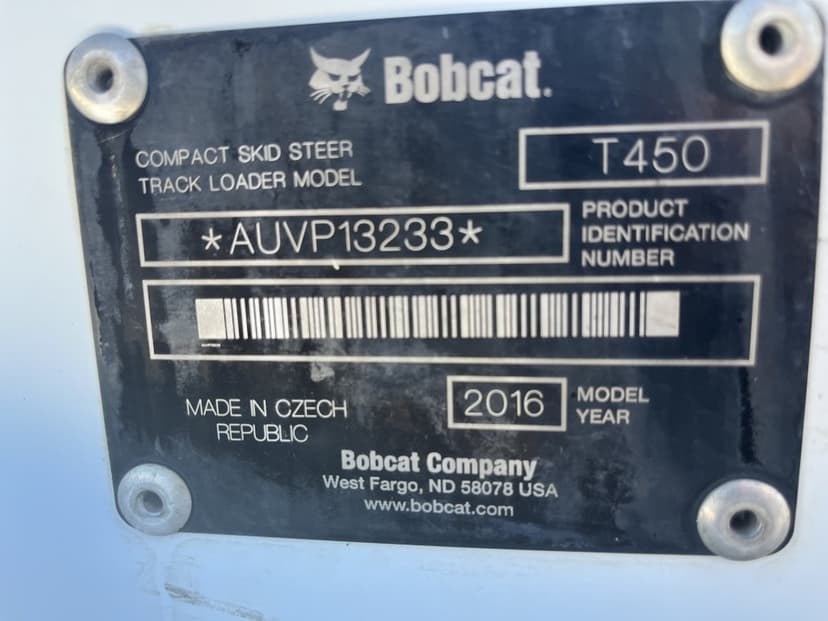 Bobcat.
COMPACT SKID STEER
TRACK LOADER MODEL
T450
*AUVP13233*
PRODUCT
IDENTIFICATION
NUMBER
MADE IN CZECH
REPUBLIC
2016
MODEL
YEAR
Bobcat Company
West Fargo, ND 58078 USA
www.bobcat.com